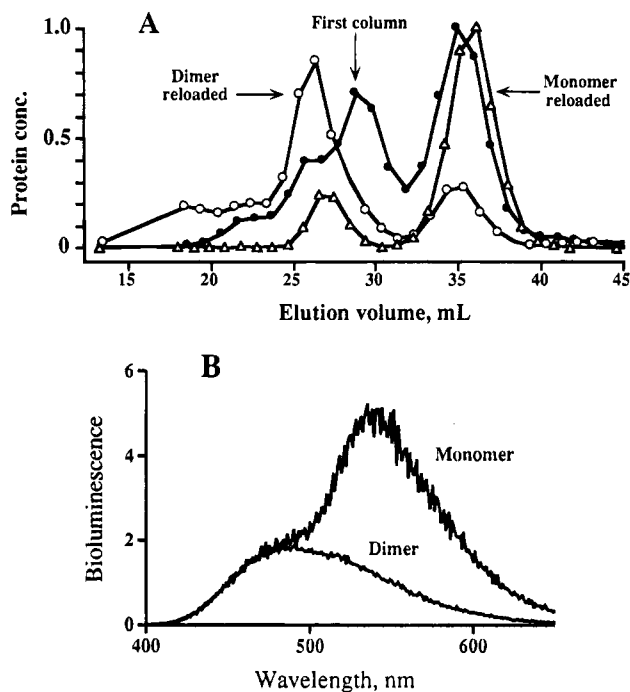 A
First column
Dimer
reloaded
Monomer
reloaded
Protein conc.
1.0
0.5
0
15 20 25 30 35 40 45
Elution volume, mL
B
Bioluminescence
6
4
2
0
Monomer
Dimer
400 500 600
Wavelength, nm